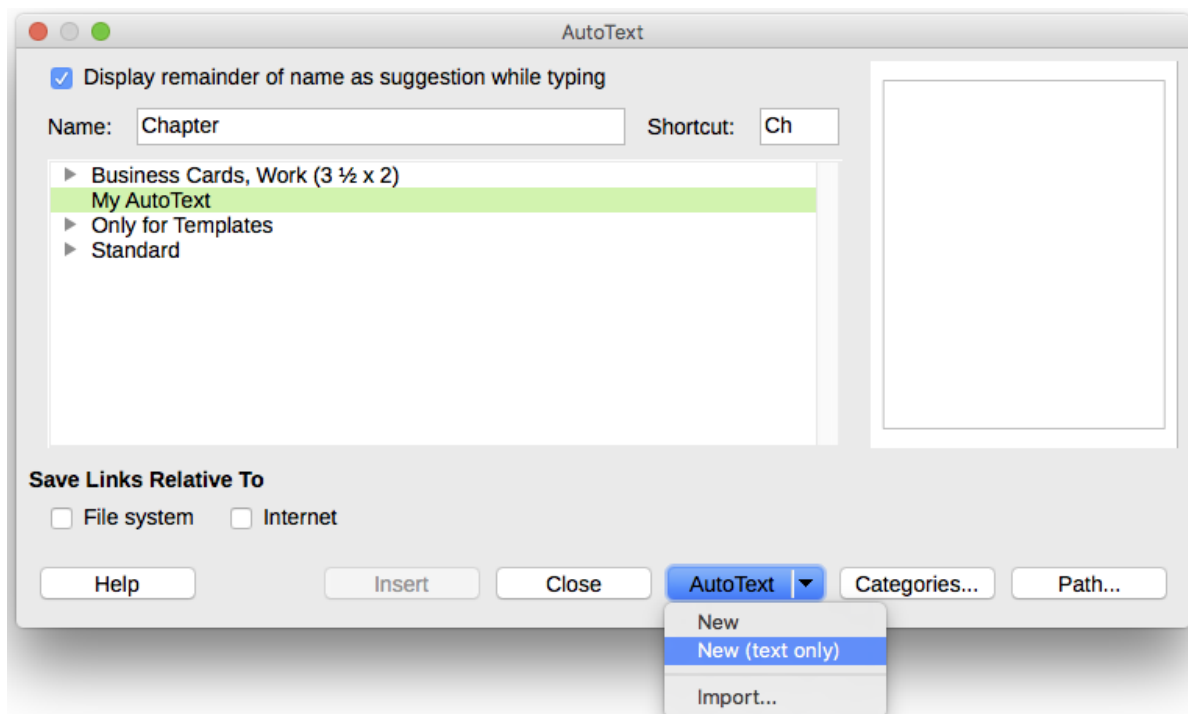 AutoText
Display remainder of name as suggestion while typing
Name: Chapter Shortcut: Ch
Business Cards, Work (3 ½ x 2)
My AutoText
Only for Templates
Standard
Save Links Relative To
File system Internet
Help Insert Close AutoText Categories... Path...
New
New (text only)
Import...